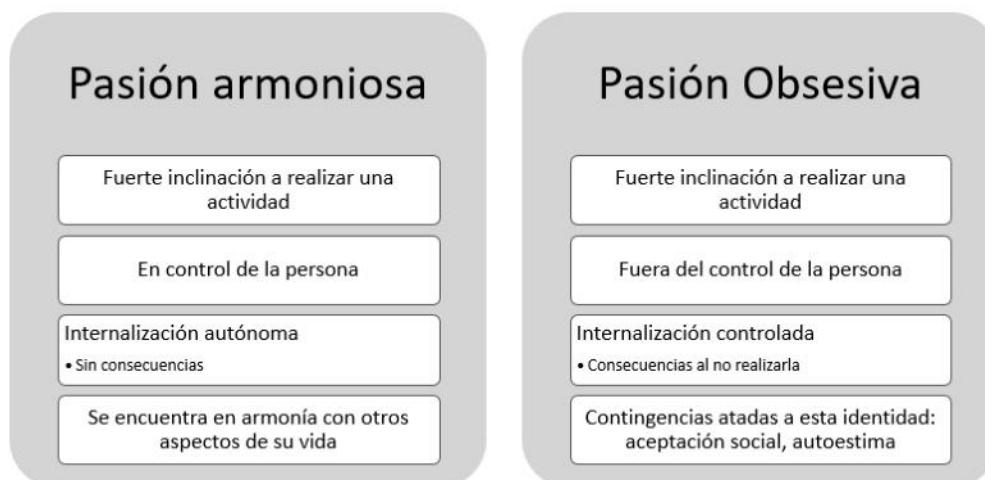 Pasión armoniosa
Fuerte inclinación a realizar una
actividad
En control de la persona
Internalización autónoma
• Sin consecuencias
Se encuentra en armonía con otros
aspectos de su vida
Pasión Obsesiva
Fuerte inclinación a realizar una
actividad
Fuera del control de la persona
Internalización controlada
• Consecuencias al no realizarla
Contingencias atadas a esta identidad:
aceptación social, autoestima